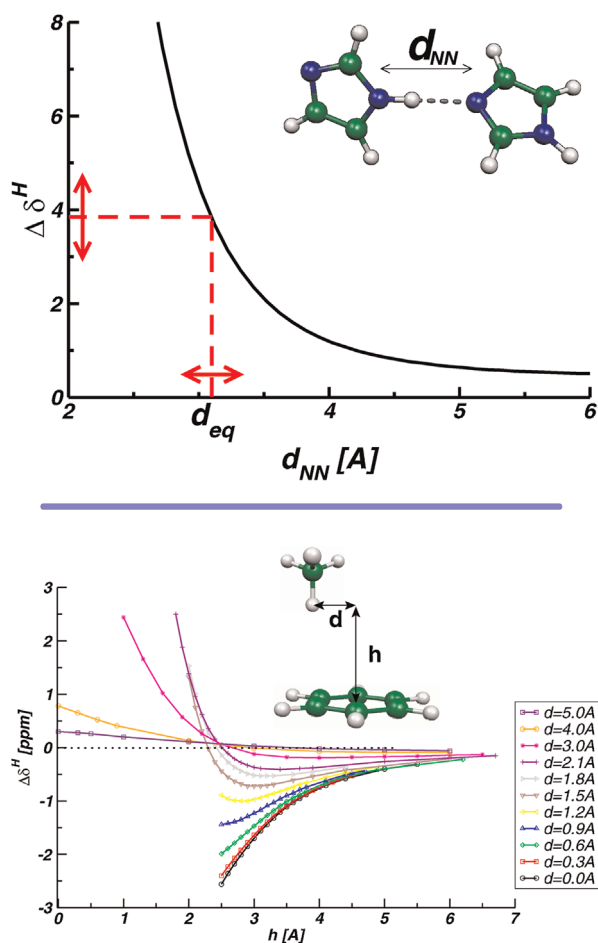 8
6
4
2
0
Δ δ^H
d_NN
2
d_eq
4
5
6
d_NN [A]
3
2
1
0
-1
-2
-3
Δδ^H [ppm]
d
h
0
1
2
3
4
5
6
7
h [A]
d=5.0A
d=4.0A
d=3.0A
d=2.1A
d=1.8A
d=1.5A
d=1.2A
d=0.9A
d=0.6A
d=0.3A
d=0.0A